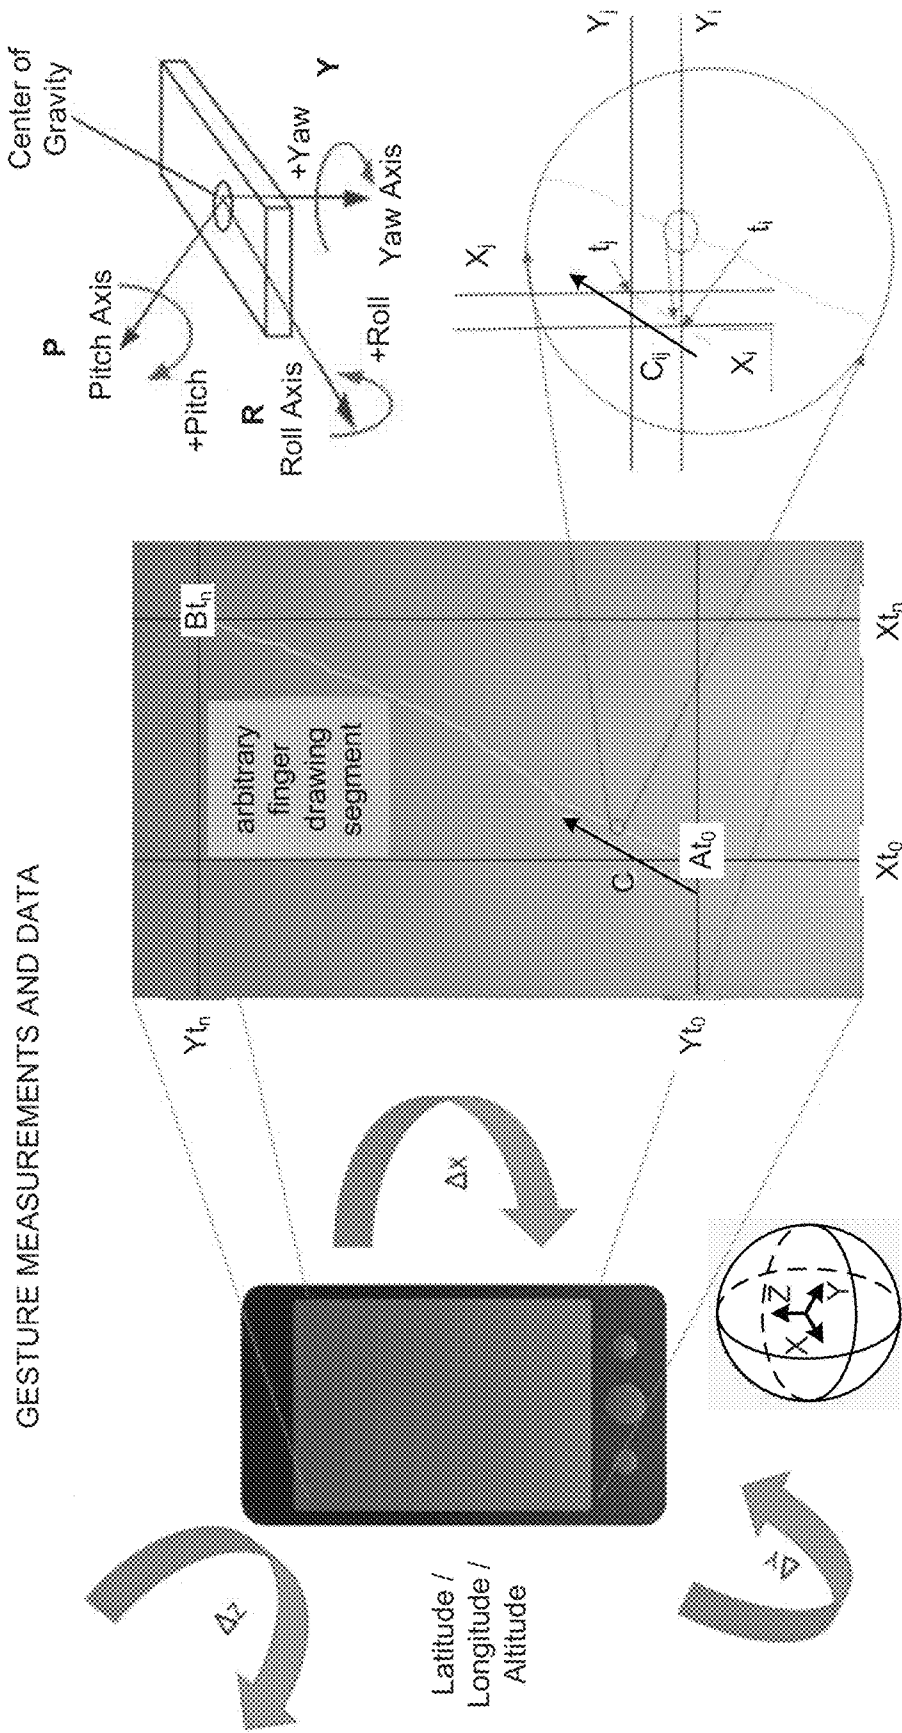 GESTURE MEASUREMENTS AND DATA
Δz
Δx
Δy
Latitude /
Longitude /
Altitude
X
Y
Z
Ytₙ
Yt₀
arbitrary
finger
drawing
segment
Btₙ
C
At₀
Xt₀
Xtₙ
P
Pitch Axis
+Pitch
R
Roll Axis
+Roll
Center of
Gravity
+Yaw
Y
Yaw Axis
Xⱼ
Yⱼ
Yᵢ
tⱼ
tᵢ
Cᵢⱼ
Xᵢ